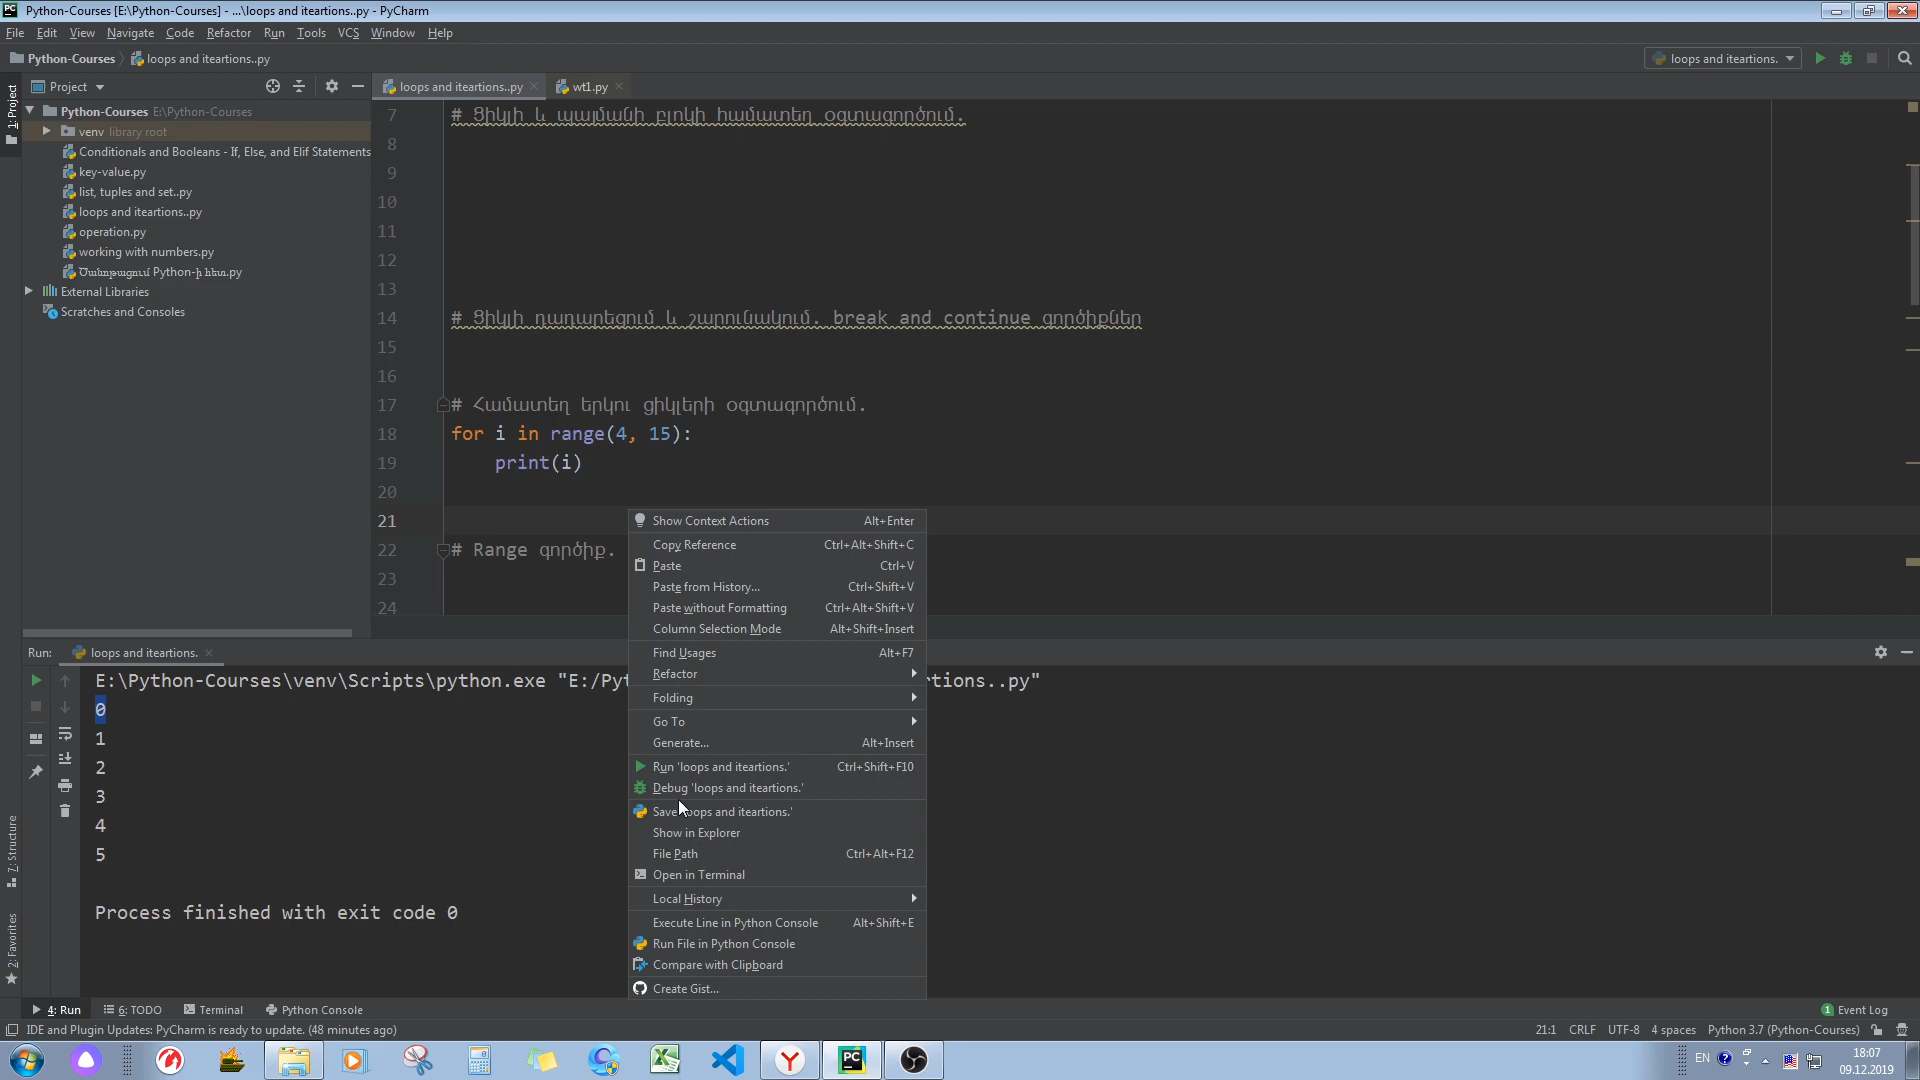 Python-Courses [E:\Python-Courses] - ...\loops and iteartions..py - PyCharm
File Edit View Navigate Code Refactor Run Tools VCS Window Help
Python-Courses loops and iteartions..py
loops and iteartions.
Project
loops and iteartions..py
wt1.py
1: Project
Python-Courses E:\Python-Courses
venv library root
Conditionals and Booleans - If, Else, and Elif Statements
key-value.py
list, tuples and set..py
loops and iteartions..py
operation.py
working with numbers.py
Ծանոթացում Python-ի հետ.py
External Libraries
Scratches and Consoles
7 # Ցիկլի և պայմանի բլոկի համատեղ օգտագործում.
8
9
10
11
12
13
14 # Ցիկլի դադարեցում և շարունակում. break and continue գործիքներ
15
16
17 # Համատեղ երկու ցիկլերի օգտագործում.
18 for i in range(4, 15):
19 print(i)
20
21
22 # Range գործիք.
23
24
Show Context Actions Alt+Enter
Copy Reference Ctrl+Alt+Shift+C
Paste Ctrl+V
Paste from History... Ctrl+Shift+V
Paste without Formatting Ctrl+Alt+Shift+V
Column Selection Mode Alt+Shift+Insert
Find Usages Alt+F7
Refactor
Folding
Go To
Generate... Alt+Insert
Run 'loops and iteartions.' Ctrl+Shift+F10
Debug 'loops and iteartions.'
Save 'loops and iteartions.'
Show in Explorer
File Path Ctrl+Alt+F12
Open in Terminal
Local History
Execute Line in Python Console Alt+Shift+E
Run File in Python Console
Compare with Clipboard
Create Gist...
Run: loops and iteartions.
E:\Python-Courses\venv\Scripts\python.exe "E:/Pyt tions..py"
0
1
2
3
4
5
Process finished with exit code 0
7: Structure
2: Favorites
4: Run 6: TODO Terminal Python Console 1 Event Log
IDE and Plugin Updates: PyCharm is ready to update. (48 minutes ago) 21:1 CRLF UTF-8 4 spaces Python 3.7 (Python-Courses)
EN 18:07
09.12.2019